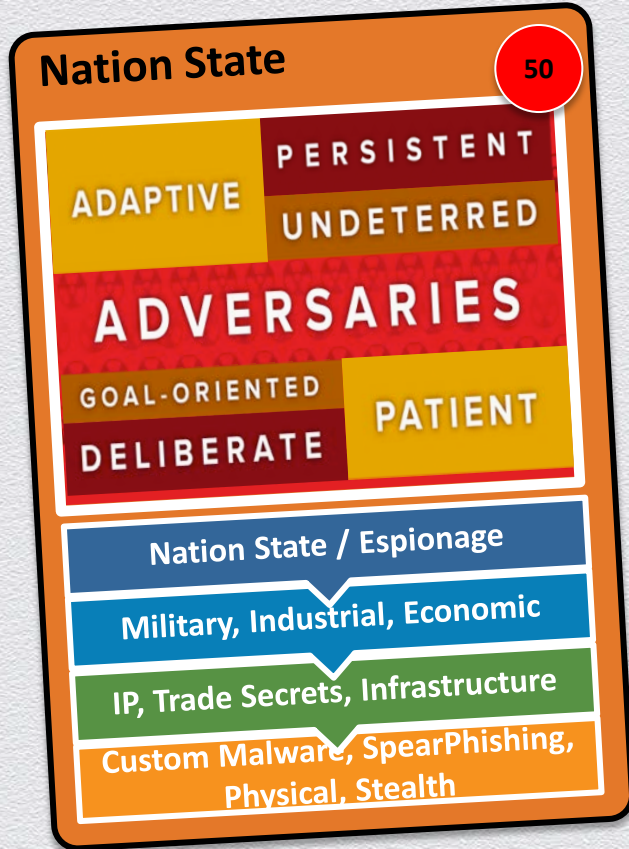 Nation State
50
ADAPTIVE
PERSISTENT
UNDETERRED
ADVERSARIES
GOAL-ORIENTED
DELIBERATE
PATIENT
Nation State / Espionage
Military, Industrial, Economic
IP, Trade Secrets, Infrastructure
Custom Malware, SpearPhishing,
Physical, Stealth